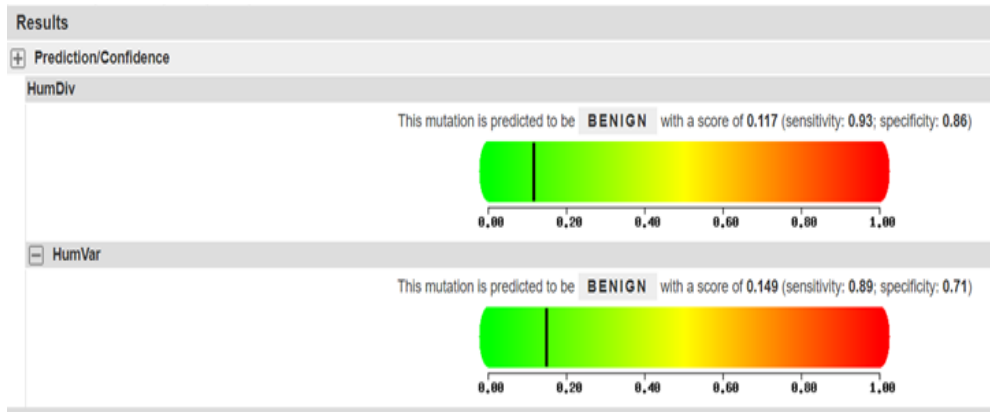 Results
Prediction/Confidence
HumDiv
This mutation is predicted to be BENIGN with a score of 0.117 (sensitivity: 0.93; specificity: 0.86)
0.00 0.20 0.40 0.60 0.80 1.00
HumVar
This mutation is predicted to be BENIGN with a score of 0.149 (sensitivity: 0.89; specificity: 0.71)
0.00 0.20 0.40 0.60 0.80 1.00